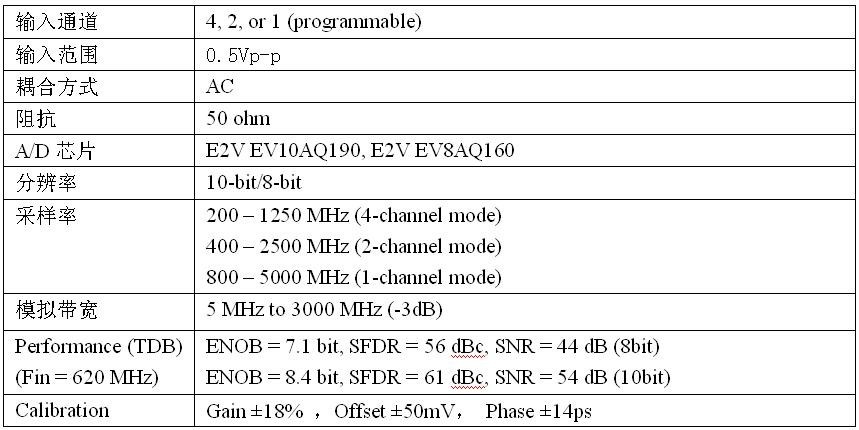 输入通道 4, 2, or 1 (programmable)
输入范围 0.5Vp-p
耦合方式 AC
阻抗 50 ohm
A/D 芯片 E2V EV10AQ190, E2V EV8AQ160
分辨率 10-bit/8-bit
采样率 200 – 1250 MHz (4-channel mode)
400 – 2500 MHz (2-channel mode)
800 – 5000 MHz (1-channel mode)
模拟带宽 5 MHz to 3000 MHz (-3dB)
Performance (TDB) ENOB = 7.1 bit, SFDR = 56 dBc, SNR = 44 dB (8bit)
(Fin = 620 MHz) ENOB = 8.4 bit, SFDR = 61 dBc, SNR = 54 dB (10bit)
Calibration Gain ±18% ，Offset ±50mV， Phase ±14ps